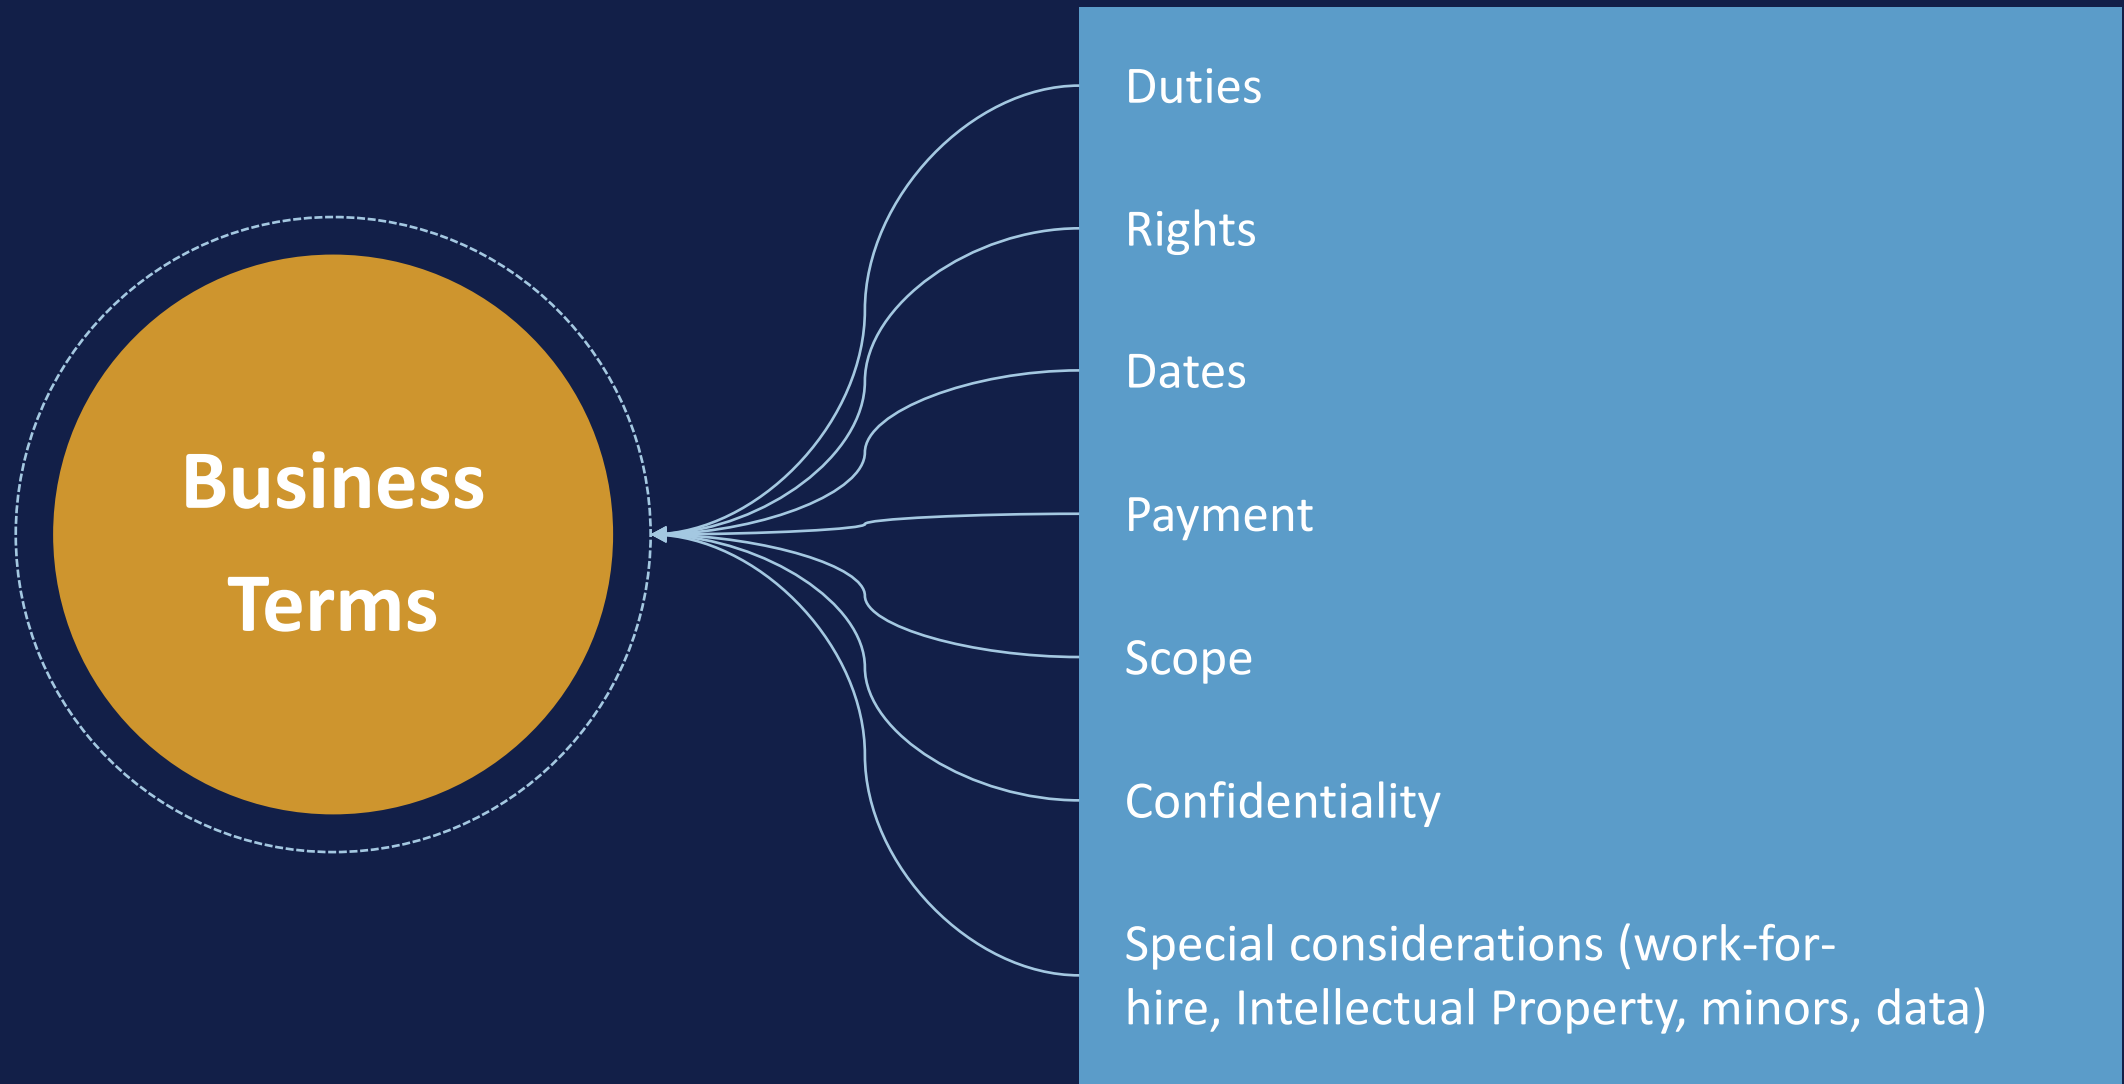 Business
Terms
Duties
Rights
Dates
Payment
Scope
Confidentiality
Special considerations (work-for-
hire, Intellectual Property, minors, data)